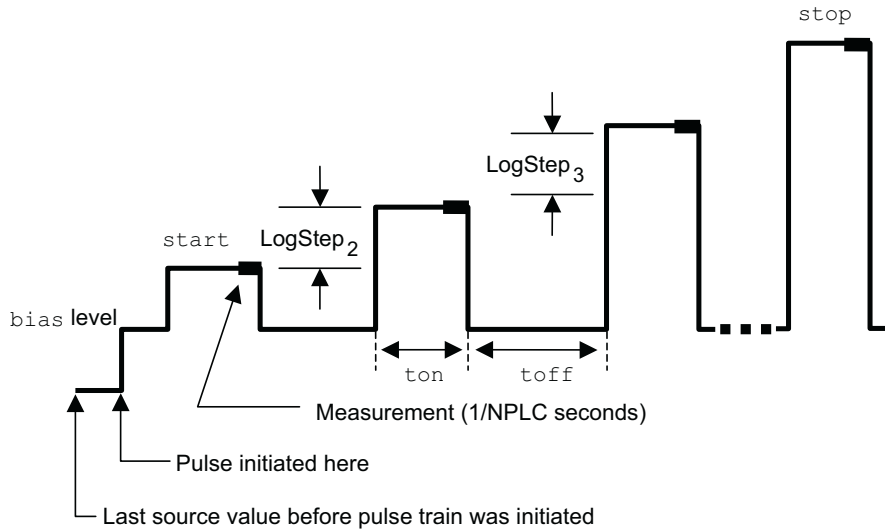 stop
LogStep3
start
LogStep2
bias level
ton
toff
Measurement (1/NPLC seconds)
Pulse initiated here
Last source value before pulse train was initiated